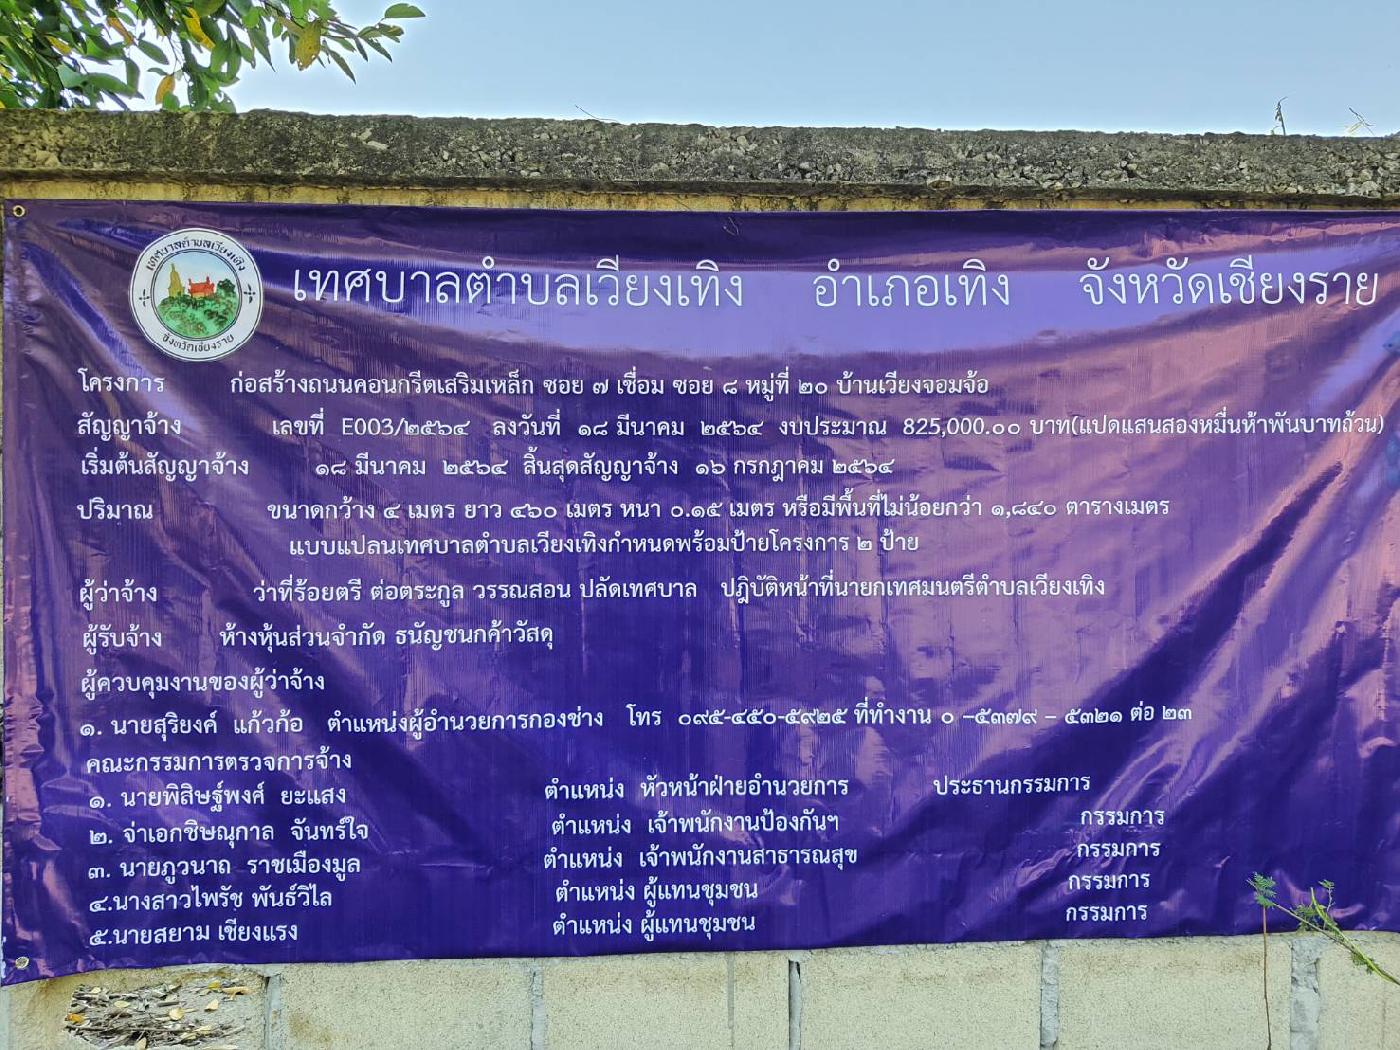 เทศบาลตำบลเวียงเทิง
จังหวัดเชียงราย
เทศบาลตำบลเวียงเทิง อำเภอเทิง จังหวัดเชียงราย
โครงการ ก่อสร้างถนนคอนกรีตเสริมเหล็ก ซอย ๗ เชื่อม ซอย ๘ หมู่ที่ ๒๐ บ้านเวียงจอมจ้อ
สัญญาจ้าง เลขที่ E003/๒๕๖๔ ลงวันที่ ๑๘ มีนาคม ๒๕๖๔ งบประมาณ 825,000.๐๐ บาท(แปดแสนสองหมื่นห้าพันบาทถ้วน)
เริ่มต้นสัญญาจ้าง ๑๘ มีนาคม ๒๕๖๔ สิ้นสุดสัญญาจ้าง ๑๖ กรกฎาคม ๒๕๖๔
ปริมาณ ขนาดกว้าง ๔ เมตร ยาว ๔๖๐ เมตร หนา ๐.๑๕ เมตร หรือมีพื้นที่ไม่น้อยกว่า ๑,๘๔๐ ตารางเมตร
แบบแปลนเทศบาลตำบลเวียงเทิงกำหนดพร้อมป้ายโครงการ ๒ ป้าย
ผู้ว่าจ้าง ว่าที่ร้อยตรี ต่อตระกูล วรรณสอน ปลัดเทศบาล ปฎิบัติหน้าที่นายกเทศมนตรีตำบลเวียงเทิง
ผู้รับจ้าง ห้างหุ้นส่วนจำกัด ธนัญชนกค้าวัสดุ
ผู้ควบคุมงานของผู้ว่าจ้าง
๑. นายสุริยงค์ แก้วก้อ ตำแหน่งผู้อำนวยการกองช่าง โทร ๐๙๕-๔๕๐-๕๙๒๕ ที่ทำงาน ๐ –๕๓๗๙ – ๕๓๒๑ ต่อ ๒๓
คณะกรรมการตรวจการจ้าง
๑. นายพิสิษฐ์พงศ์ ยะแสง ตำแหน่ง หัวหน้าฝ่ายอำนวยการ ประธานกรรมการ
๒. จ่าเอกชิษณุกาล จันทร์ใจ ตำแหน่ง เจ้าพนักงานป้องกันฯ กรรมการ
๓. นายภูวนาถ ราชเมืองมูล ตำแหน่ง เจ้าพนักงานสาธารณสุข กรรมการ
๔.นางสาวไพรัช พันธ์วิไล ตำแหน่ง ผู้แทนชุมชน กรรมการ
๕.นายสยาม เชียงแรง ตำแหน่ง ผู้แทนชุมชน กรรมการ